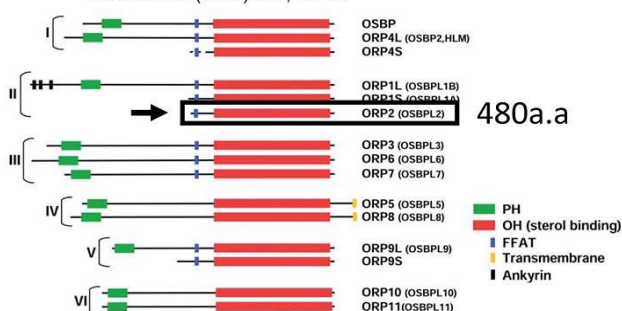 I
OSBP
ORP4L (OSBP2,HLM)
ORP4S
II
ORP1L (OSBPL1B)
ORP1S (OSBPL1A)
ORP2 (OSBPL2)
480a.a
III
ORP3 (OSBPL3)
ORP6 (OSBPL6)
ORP7 (OSBPL7)
IV
ORP5 (OSBPL5)
ORP8 (OSBPL8)
V
ORP9L (OSBPL9)
ORP9S
VI
ORP10 (OSBPL10)
ORP11(OSBPL11)
PH
OH (sterol binding)
FFAT
Transmembrane
Ankyrin